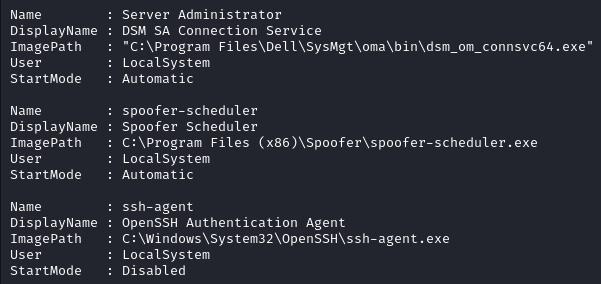 Name        : Server Administrator
DisplayName : DSM SA Connection Service
ImagePath   : "C:\Program Files\Dell\SysMgt\oma\bin\dsm_om_connsvc64.exe"
User        : LocalSystem
StartMode   : Automatic

Name        : spoofer-scheduler
DisplayName : Spoofer Scheduler
ImagePath   : C:\Program Files (x86)\Spoofer\spoofer-scheduler.exe
User        : LocalSystem
StartMode   : Automatic

Name        : ssh-agent
DisplayName : OpenSSH Authentication Agent
ImagePath   : C:\Windows\System32\OpenSSH\ssh-agent.exe
User        : LocalSystem
StartMode   : Disabled